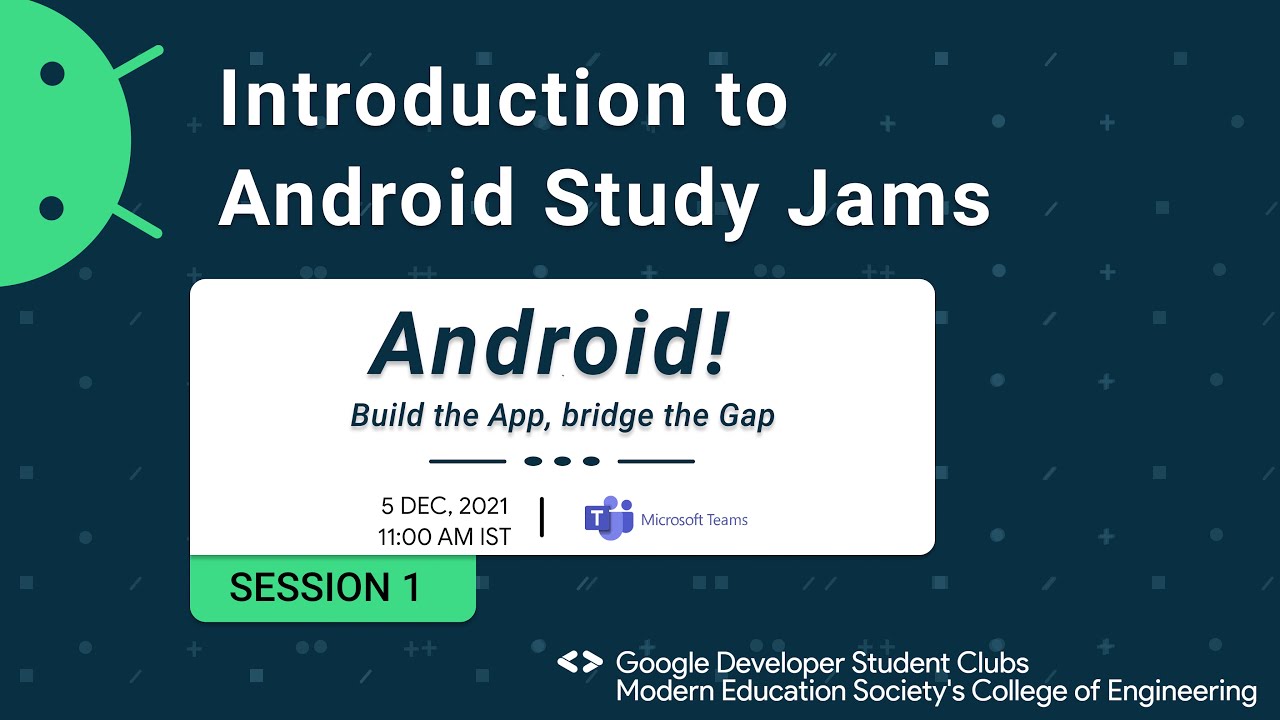 Introduction to
Android Study Jams
Android!
Build the App, bridge the Gap
5 DEC, 2021
11:00 AM IST
T Microsoft Teams
SESSION 1
Google Developer Student Clubs
Modern Education Society's College of Engineering